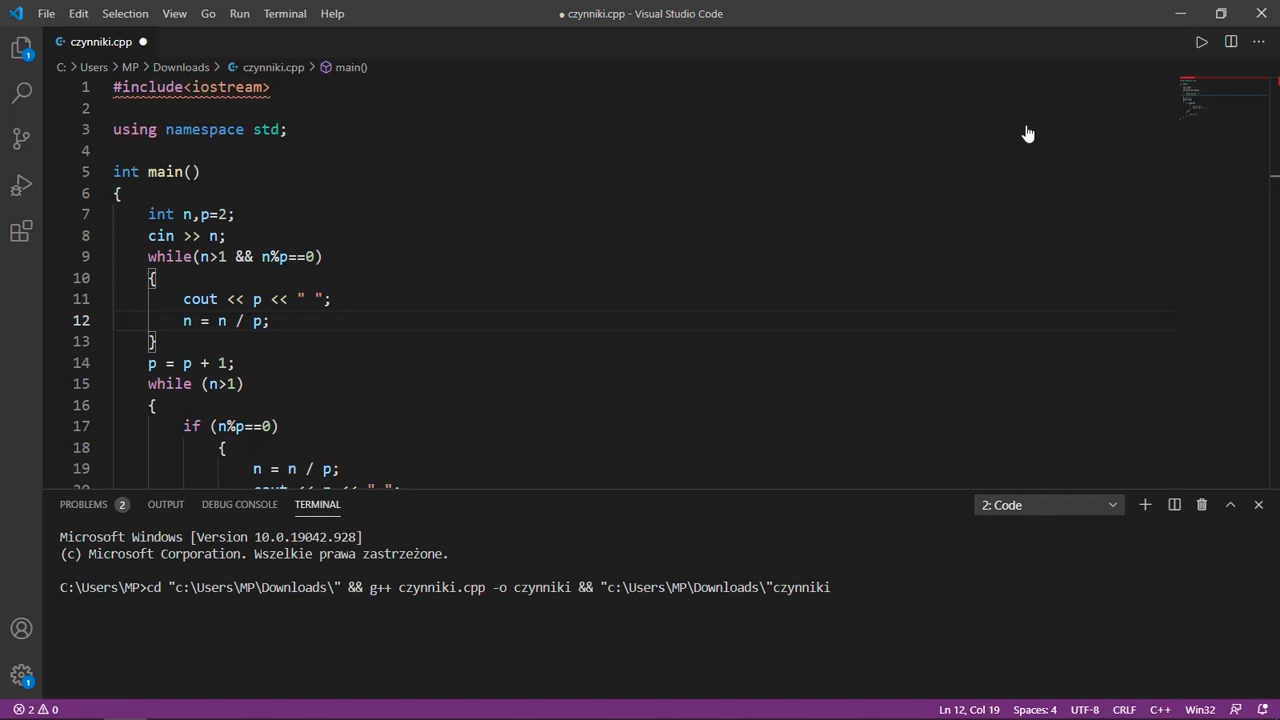 File Edit Selection View Go Run Terminal Help
● czynniki.cpp - Visual Studio Code
czynniki.cpp ●
C: > Users > MP > Downloads > czynniki.cpp > main()
1 #include<iostream>
2
3 using namespace std;
4
5 int main()
6 {
7 int n,p=2;
8 cin >> n;
9 while(n>1 && n%p==0)
10 {
11 cout << p << " ";
12 n = n / p;
13 }
14 p = p + 1;
15 while (n>1)
16 {
17 if (n%p==0)
18 {
19 n = n / p;
PROBLEMS 2 OUTPUT DEBUG CONSOLE TERMINAL 2: Code
Microsoft Windows [Version 10.0.19042.928]
(c) Microsoft Corporation. Wszelkie prawa zastrzeżone.
C:\Users\MP>cd "c:\Users\MP\Downloads\" && g++ czynniki.cpp -o czynniki && "c:\Users\MP\Downloads\"czynniki
1
1
2 0 Ln 12, Col 19 Spaces: 4 UTF-8 CRLF C++ Win32